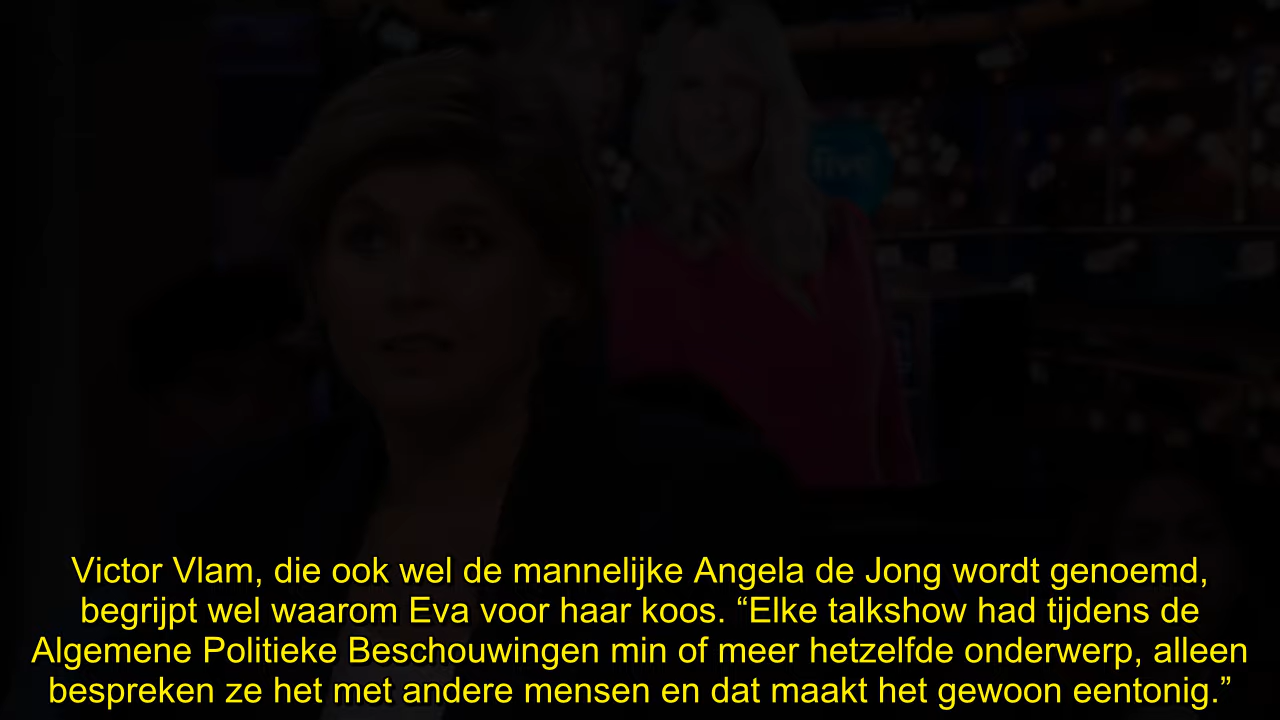 five
Victor Vlam, die ook wel de mannelijke Angela de Jong wordt genoemd,
begrijpt wel waarom Eva voor haar koos. “Elke talkshow had tijdens de
Algemene Politieke Beschouwingen min of meer hetzelfde onderwerp, alleen
bespreken ze het met andere mensen en dat maakt het gewoon eentonig.”